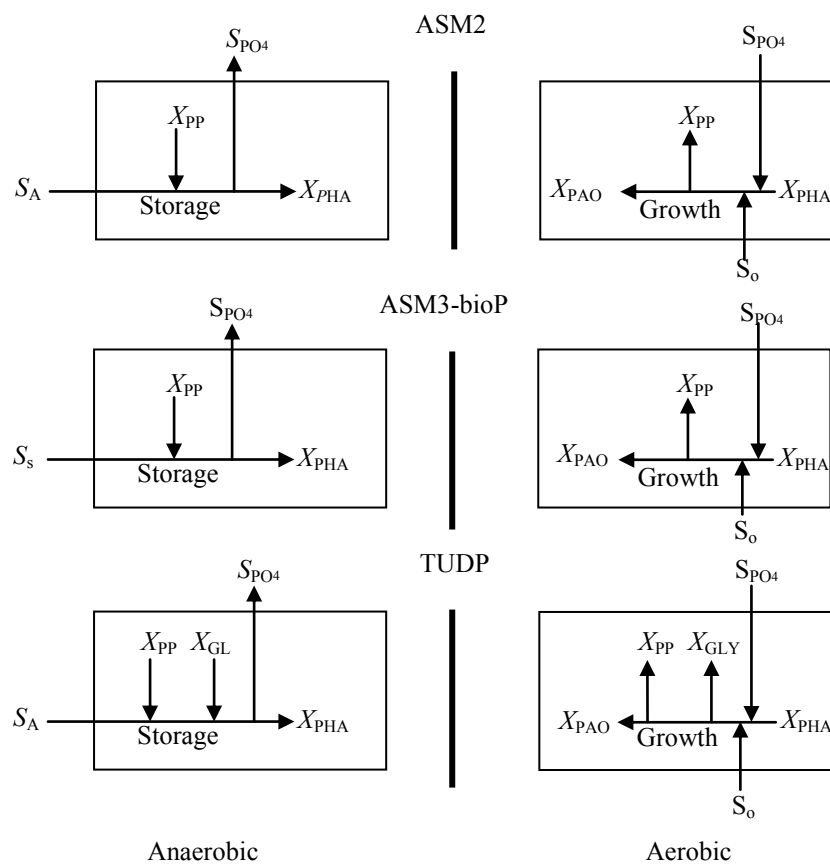 ASM2
S_PO4
S_PO4
X_PP
X_PP
S_A
Storage
X_PHA
X_PAO
Growth
X_PHA
S_o
ASM3-bioP
S_PO4
S_PO4
X_PP
X_PP
S_s
Storage
X_PHA
X_PAO
Growth
X_PHA
S_o
TUDP
S_PO4
S_PO4
X_PP X_GL
X_PP X_GLY
S_A
Storage
X_PHA
X_PAO
Growth
X_PHA
S_o
Anaerobic
Aerobic